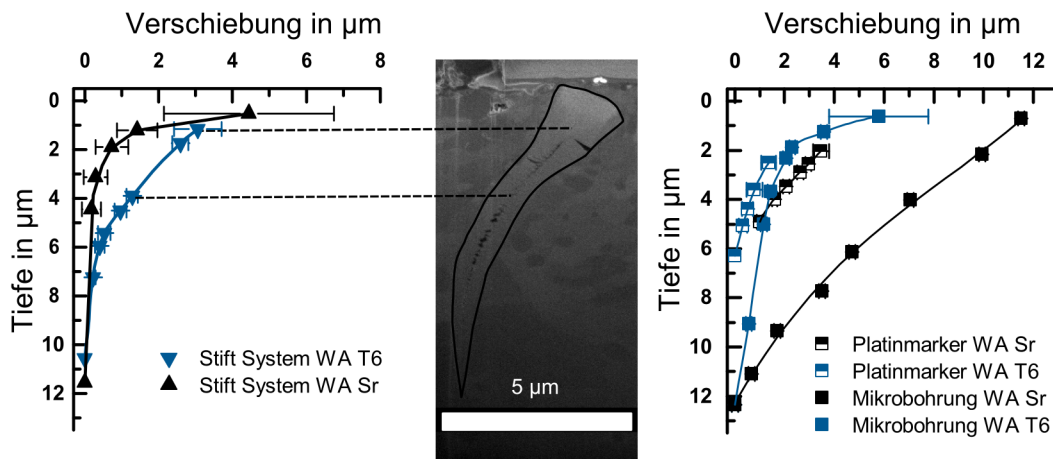 Verschiebung in µm
0 2 4 6 8
0
2
4
6
8
10
12
Tiefe in µm
Stift System WA T6
Stift System WA Sr
5 µm
Verschiebung in µm
0 2 4 6 8 10 12
0
2
4
6
8
10
12
Tiefe in µm
Platinmarker WA Sr
Platinmarker WA T6
Mikrobohrung WA Sr
Mikrobohrung WA T6